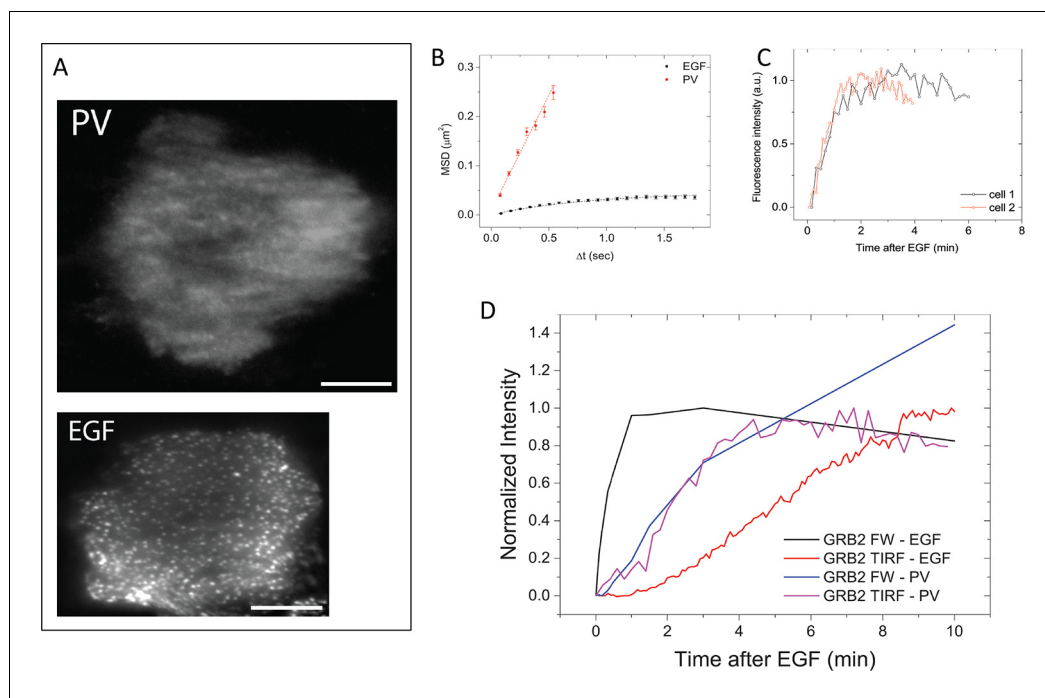 A
PV
EGF
B
0.3
0.2
0.1
0.0
MSD (μm²)
0.0
0.5
1.0
1.5
Δt (sec)
EGF
PV
C
1.0
0.5
0.0
Fluorescence intensity (a.u.)
cell 1
cell 2
0
2
4
6
8
Time after EGF (min)
D
1.4
1.2
1.0
0.8
0.6
0.4
0.2
0.0
Normalized Intensity
GRB2 FW - EGF
GRB2 TIRF - EGF
GRB2 FW - PV
GRB2 TIRF - PV
0
2
4
6
8
10
Time after EGF (min)